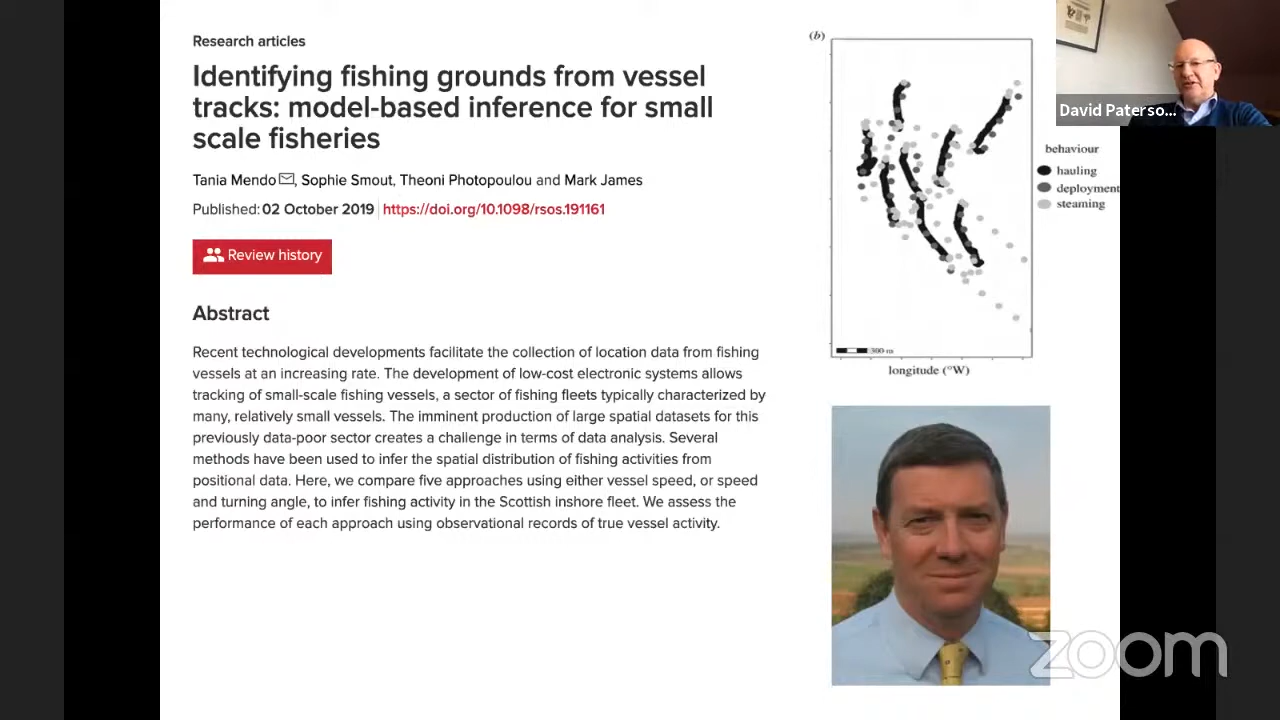 Research articles
Identifying fishing grounds from vessel
tracks: model-based inference for small
scale fisheries
Tania Mendo, Sophie Smout, Theoni Photopoulou and Mark James
Published: 02 October 2019 | https://doi.org/10.1098/rsos.191161
Review history
Abstract
Recent technological developments facilitate the collection of location data from fishing
vessels at an increasing rate. The development of low-cost electronic systems allows
tracking of small-scale fishing vessels, a sector of fishing fleets typically characterized by
many, relatively small vessels. The imminent production of large spatial datasets for this
previously data-poor sector creates a challenge in terms of data analysis. Several
methods have been used to infer the spatial distribution of fishing activities from
positional data. Here, we compare five approaches using either vessel speed, or speed
and turning angle, to infer fishing activity in the Scottish inshore fleet. We assess the
performance of each approach using observational records of true vessel activity.
(b)
300 m
longitude (°W)
behaviour
hauling
deployment
steaming
David Paterso...
zoom